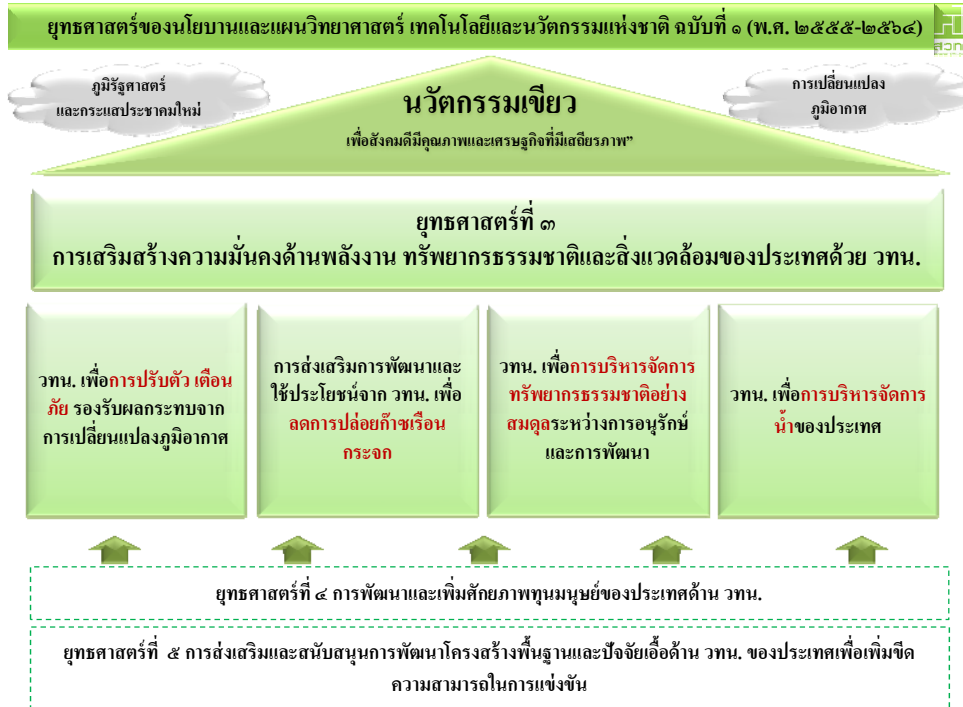 ยุทธศาสตร์ของนโยบานและแผนวิทยาศาสตร์ เทคโนโลยีและนวัตกรรมแห่งชาติ ฉบับที่ ๑ (พ.ศ. ๒๕๕๕-๒๕๖๔)
สวทน
ภูมิรัฐศาสตร์
และกระแสประชาคมใหม่
การเปลี่ยนแปลง
ภูมิอากาศ
นวัตกรรมเขียว
เพื่อสังคมดีมีคุณภาพและเศรษฐกิจที่มีเสถียรภาพ”
ยุทธศาสตร์ที่ ๓
การเสริมสร้างความมั่นคงด้านพลังงาน ทรัพยากรธรรมชาติและสิ่งแวดล้อมของประเทศด้วย วทน.
วทน. เพื่อการปรับตัว เตือน
ภัย รองรับผลกระทบจาก
การเปลี่ยนแปลงภูมิอากาศ
การส่งเสริมการพัฒนาและ
ใช้ประโยชน์จาก วทน. เพื่อ
ลดการปล่อยก๊าซเรือน
กระจก
วทน. เพื่อการบริหารจัดการ
ทรัพยากรธรรมชาติอย่าง
สมดุลระหว่างการอนุรักษ์
และการพัฒนา
วทน. เพื่อการบริหารจัดการ
น้ำของประเทศ
ยุทธศาสตร์ที่ ๔ การพัฒนาและเพิ่มศักยภาพทุนมนุษย์ของประเทศด้าน วทน.
ยุทธศาสตร์ที่ ๕ การส่งเสริมและสนับสนุนการพัฒนาโครงสร้างพื้นฐานและปัจจัยเอื้อด้าน วทน. ของประเทศเพื่อเพิ่มขีด
ความสามารถในการแข่งขัน